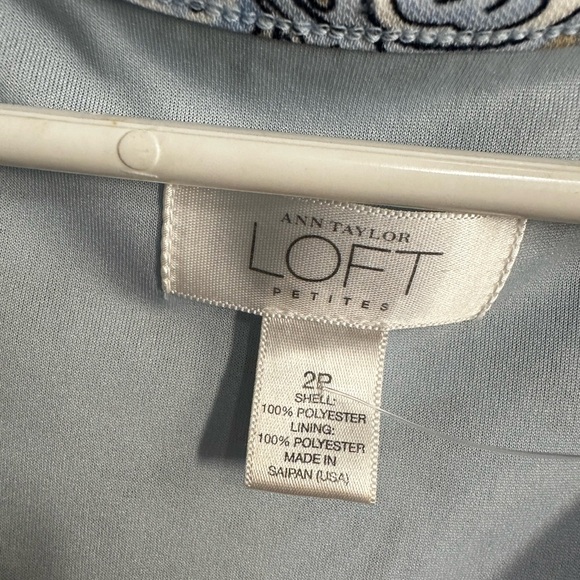 ANN TAYLOR
LOFT
PETITES
2P
SHELL:
100% POLYESTER
LINING:
100% POLYESTER
MADE IN
SAIPAN (USA)